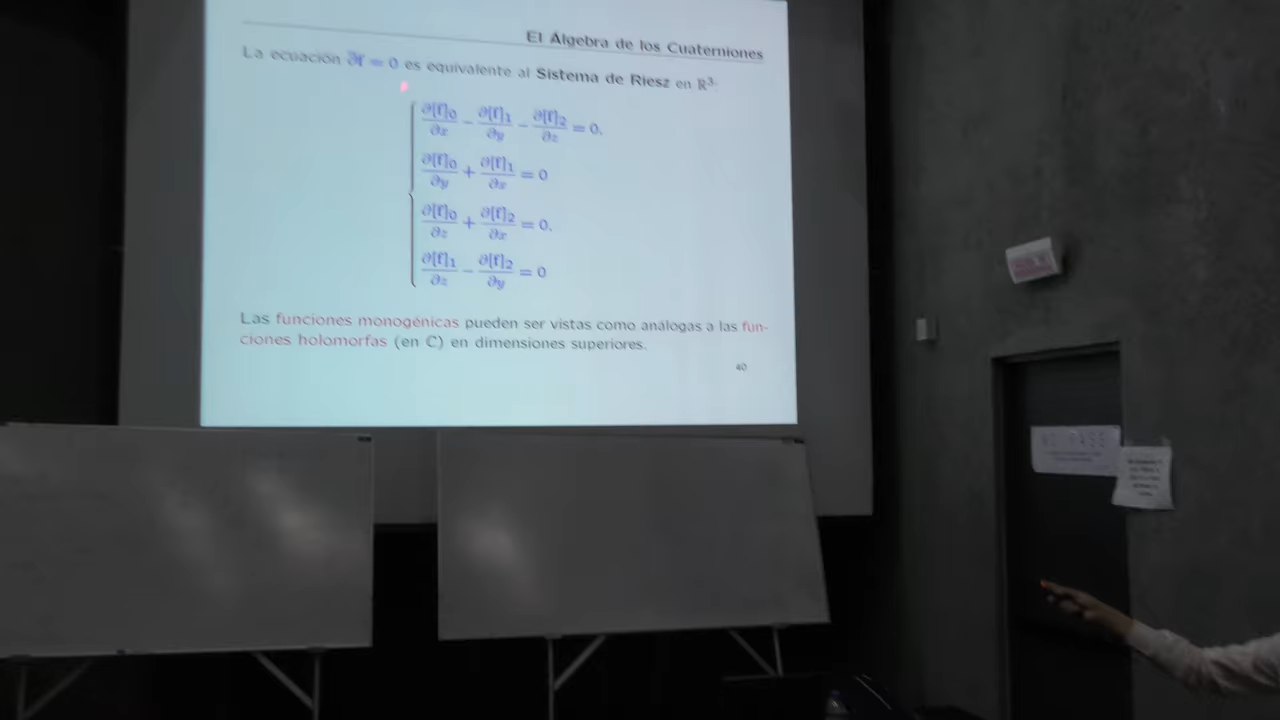 El Álgebra de los Cuaterniones
La ecuación ∂̄f = 0 es equivalente al Sistema de Riesz en ℝ³:
∂[f]₀/∂x − ∂[f]₁/∂y − ∂[f]₂/∂z = 0,
∂[f]₀/∂y + ∂[f]₁/∂x = 0
∂[f]₀/∂z + ∂[f]₂/∂x = 0,
∂[f]₁/∂z − ∂[f]₂/∂y = 0
Las funciones monogénicas pueden ser vistas como análogas a las fun-
ciones holomorfas (en ℂ) en dimensiones superiores.
40